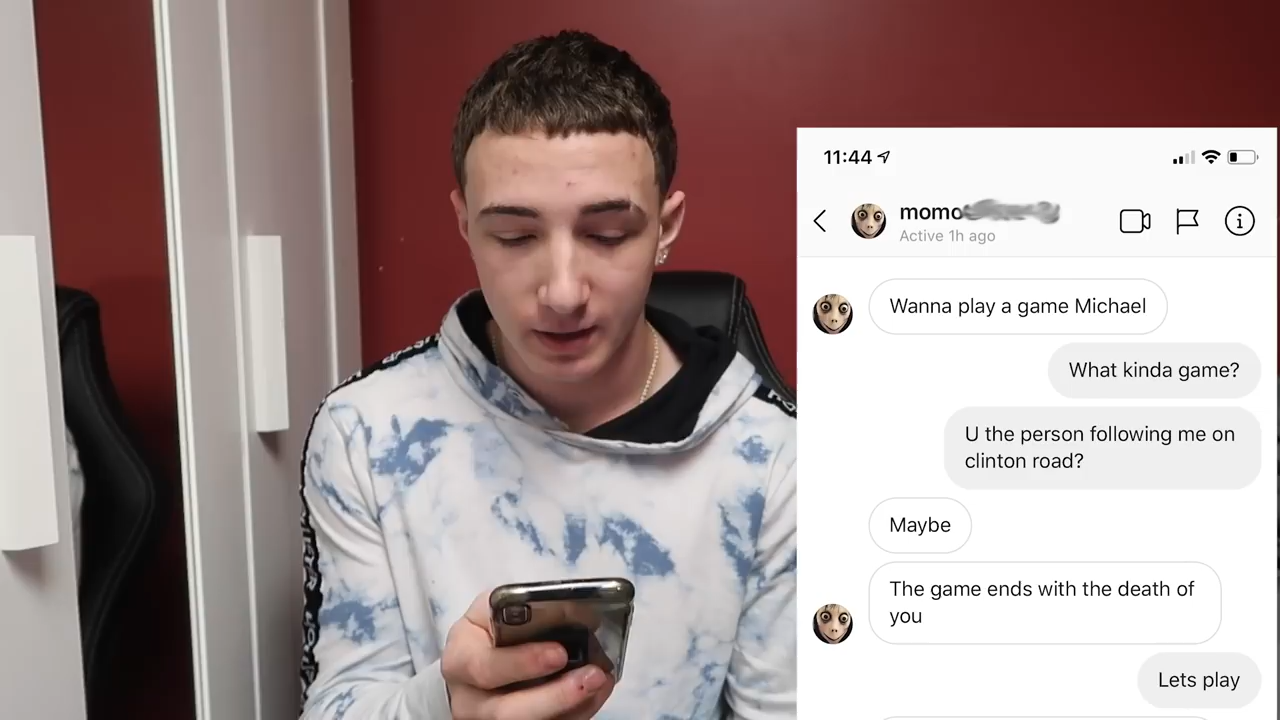 11:44
momo
Active 1h ago
Wanna play a game Michael
What kinda game?
U the person following me on
clinton road?
Maybe
The game ends with the death of
you
Lets play